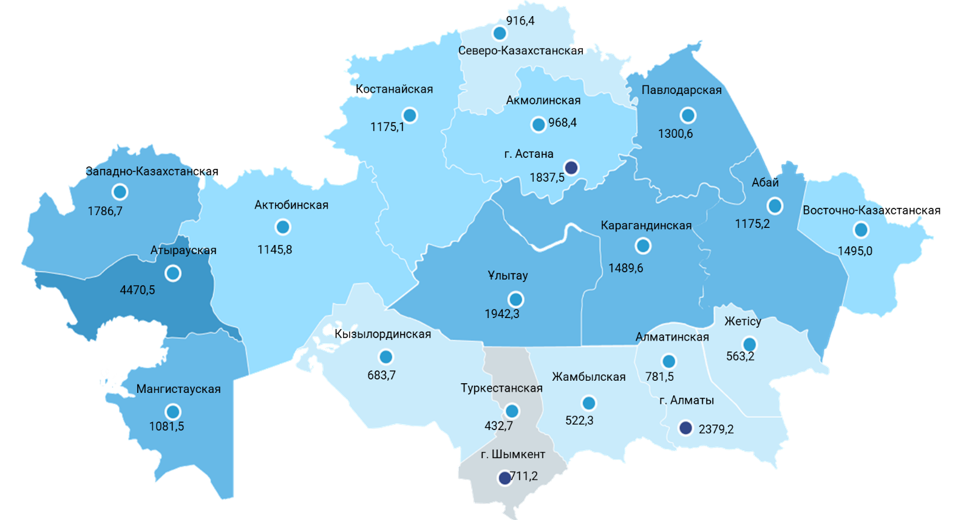 916,4
Северо-Казахстанская
Костанайская
1175,1
Акмолинская
968,4
Павлодарская
1300,6
г. Астана
1837,5
Западно-Казахстанская
1786,7
Актюбинская
1145,8
Абай
1175,2
Восточно-Казахстанская
1495,0
Атырауская
4470,5
Карагандинская
1489,6
Ұлытау
1942,3
Кызылординская
683,7
Алматинская
781,5
Жетісу
563,2
Мангистауская
1081,5
Туркестанская
432,7
Жамбылская
522,3
г. Алматы
2379,2
г. Шымкент
711,2